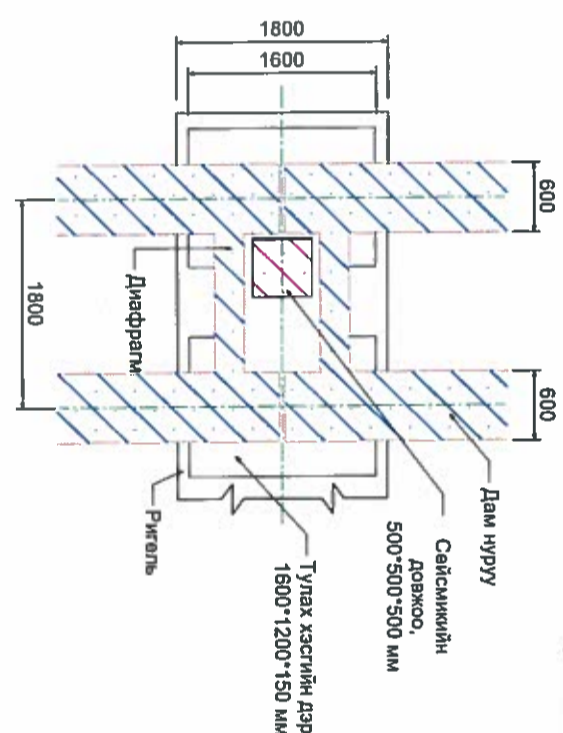 1800
1600
600
600
1800
Диафрагм
Дам нуруу
Сейсмикийн
довжоо,
500*500*500 мм
Тулах хэсгийн дэр
1600*1200*150 мм
Ригель